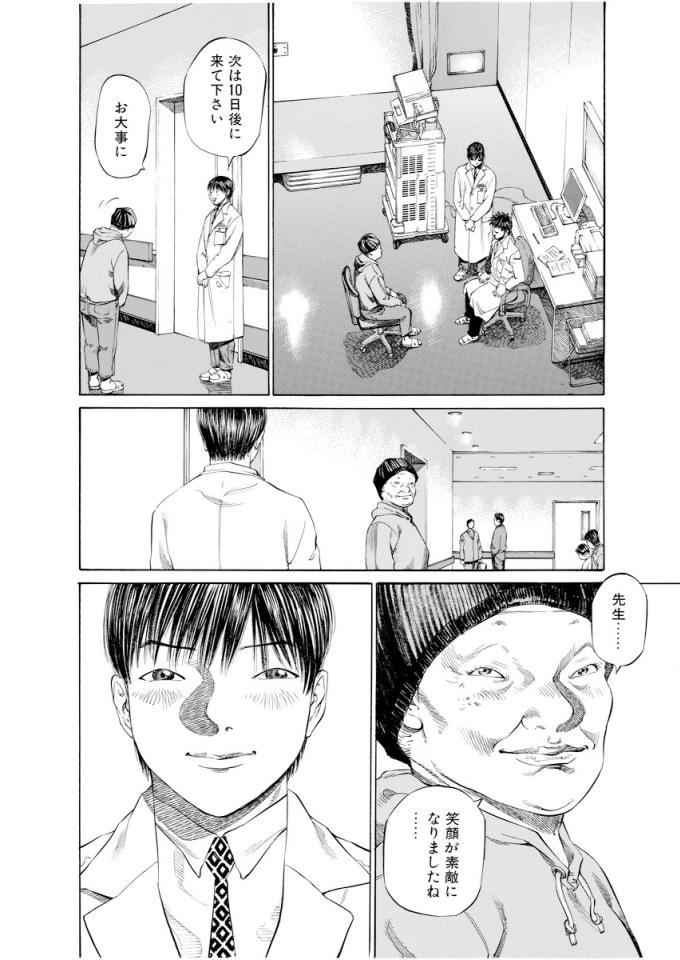 次は10日後に
来て下さい
お大事に
先生……
笑顔が素敵に
なりましたね
……